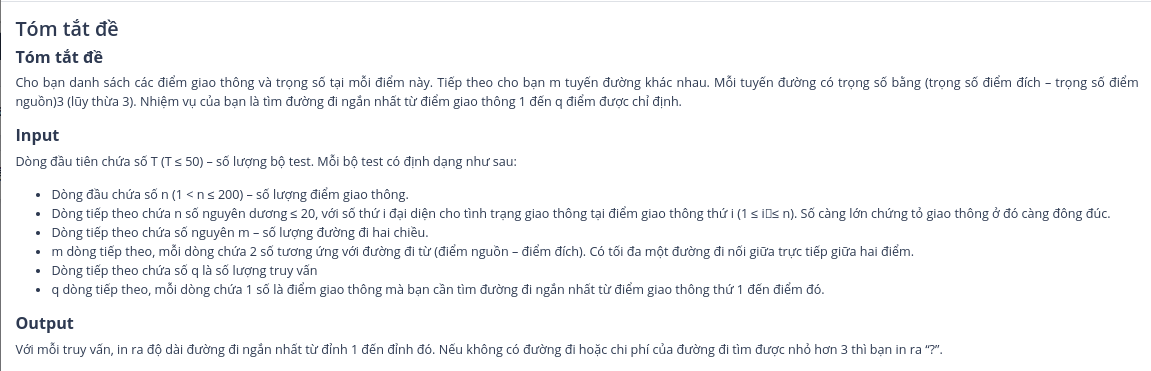 Tóm tắt đề
Tóm tắt đề
Cho bạn danh sách các điểm giao thông và trọng số tại mỗi điểm này. Tiếp theo cho bạn m tuyến đường khác nhau. Mỗi tuyến đường có trọng số bằng (trọng số điểm đích – trọng số điểm
nguồn)3 (lũy thừa 3). Nhiệm vụ của bạn là tìm đường đi ngắn nhất từ điểm giao thông 1 đến q điểm được chỉ định.
Input
Dòng đầu tiên chứa số T (T ≤ 50) – số lượng bộ test. Mỗi bộ test có định dạng như sau:
• Dòng đầu chứa số n (1 < n ≤ 200) – số lượng điểm giao thông.
• Dòng tiếp theo chứa n số nguyên dương ≤ 20, với số thứ i đại diện cho tình trạng giao thông tại điểm giao thông thứ i (1 ≤ i▯≤ n). Số càng lớn chứng tỏ giao thông ở đó càng đông đúc.
• Dòng tiếp theo chứa số nguyên m – số lượng đường đi hai chiều.
• m dòng tiếp theo, mỗi dòng chứa 2 số tương ứng với đường đi từ (điểm nguồn – điểm đích). Có tối đa một đường đi nối giữa trực tiếp giữa hai điểm.
• Dòng tiếp theo chứa số q là số lượng truy vấn
• q dòng tiếp theo, mỗi dòng chứa 1 số là điểm giao thông mà bạn cần tìm đường đi ngắn nhất từ điểm giao thông thứ 1 đến điểm đó.
Output
Với mỗi truy vấn, in ra độ dài đường đi ngắn nhất từ đỉnh 1 đến đỉnh đó. Nếu không có đường đi hoặc chi phí của đường đi tìm được nhỏ hơn 3 thì bạn in ra “?”.